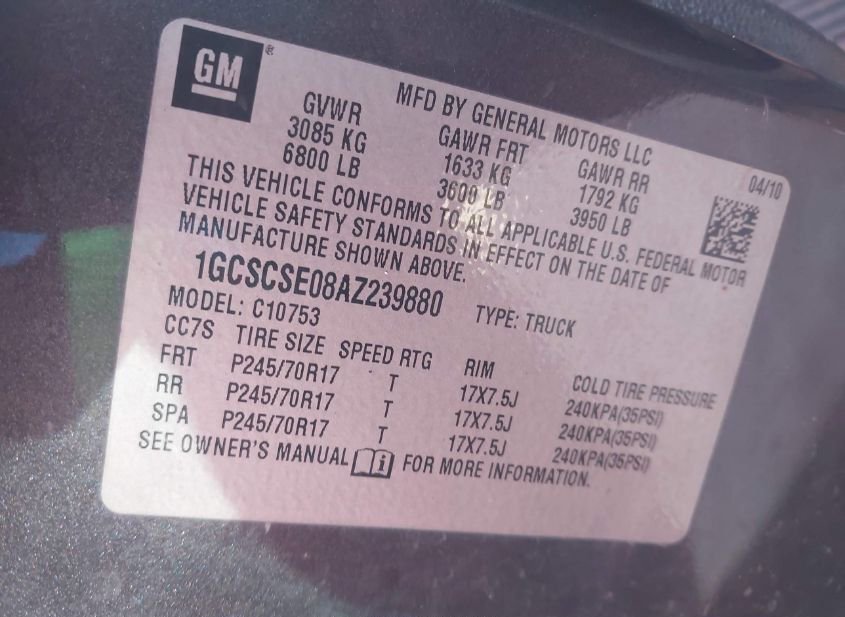 GM®
MFD BY GENERAL MOTORS LLC
04/10
GVWR GAWR FRT GAWR RR
3085 KG 1633 KG 1792 KG
6800 LB 3600 LB 3950 LB
THIS VEHICLE CONFORMS TO ALL APPLICABLE U.S. FEDERAL MOTOR
VEHICLE SAFETY STANDARDS IN EFFECT ON THE DATE OF
MANUFACTURE SHOWN ABOVE.
1GCSCSE08AZ239880 TYPE: TRUCK
MODEL: C10753
CC7S TIRE SIZE SPEED RTG RIM COLD TIRE PRESSURE
FRT P245/70R17 T 17X7.5J 240KPA(35PSI)
RR P245/70R17 T 17X7.5J 240KPA(35PSI)
SPA P245/70R17 T 17X7.5J 240KPA(35PSI)
SEE OWNER'S MANUAL i FOR MORE INFORMATION.